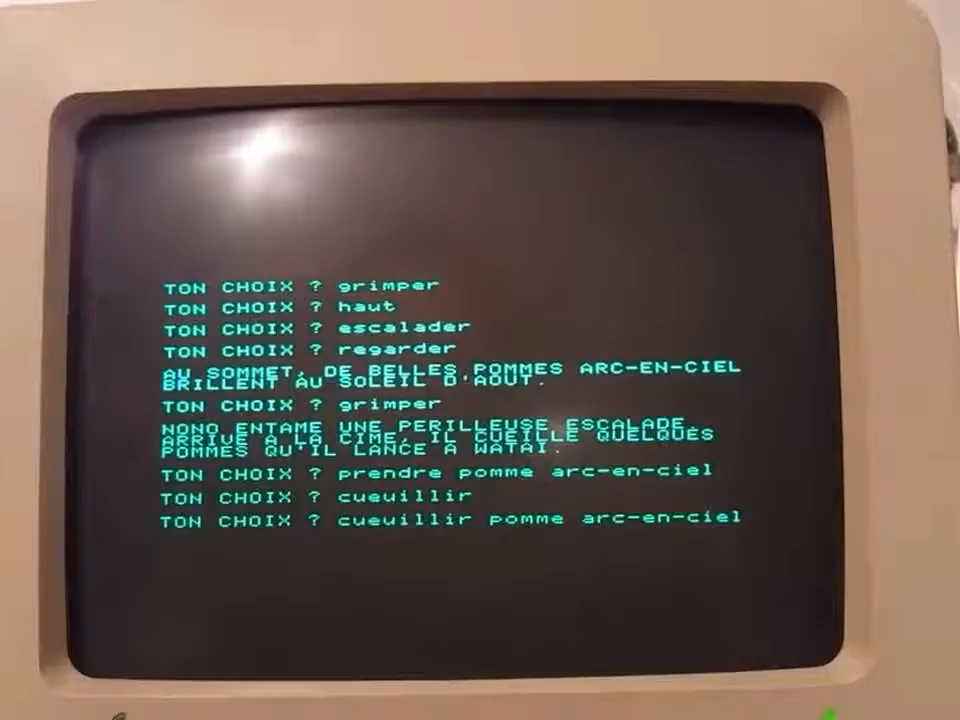 TON CHOIX ? grimper
TON CHOIX ? haut
TON CHOIX ? escalader
TON CHOIX ? regarder
AU SOMMET, DE BELLES POMMES ARC-EN-CIEL
BRILLENT AU SOLEIL D'AOUT.
TON CHOIX ? grimper
NONO ENTAME UNE PERILLEUSE ESCALADE.
ARRIVE A LA CIME, IL CUEILLE QUELQUES
POMMES QU'IL LANCE A WATAI.
TON CHOIX ? prendre pomme arc-en-ciel
TON CHOIX ? cueuillir
TON CHOIX ? cueuillir pomme arc-en-ciel